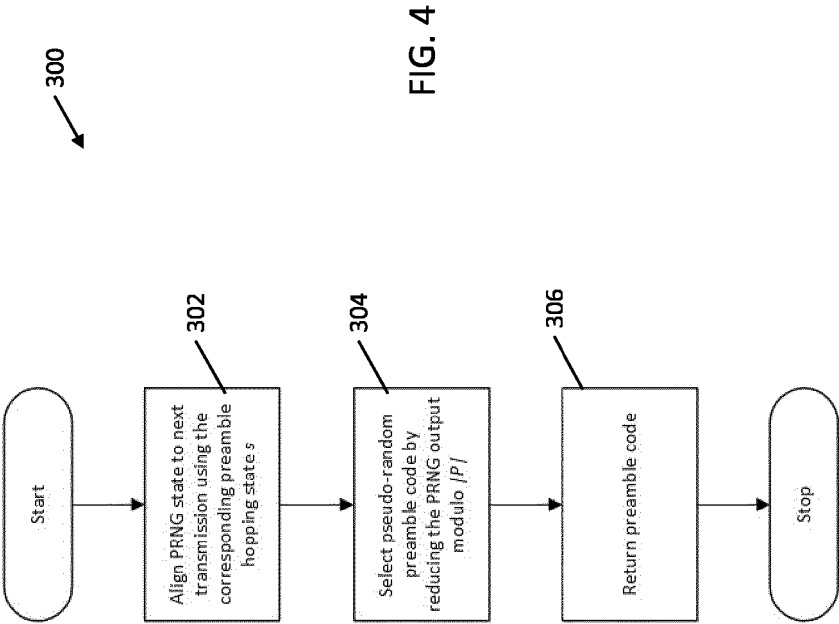 300
Start
302
Align PRNG state to next
transmission using the
corresponding preamble
hopping state s
304
Select pseudo-random
preamble code by
reducing the PRNG output
modulo |P|
306
Return preamble code
Stop
FIG. 4